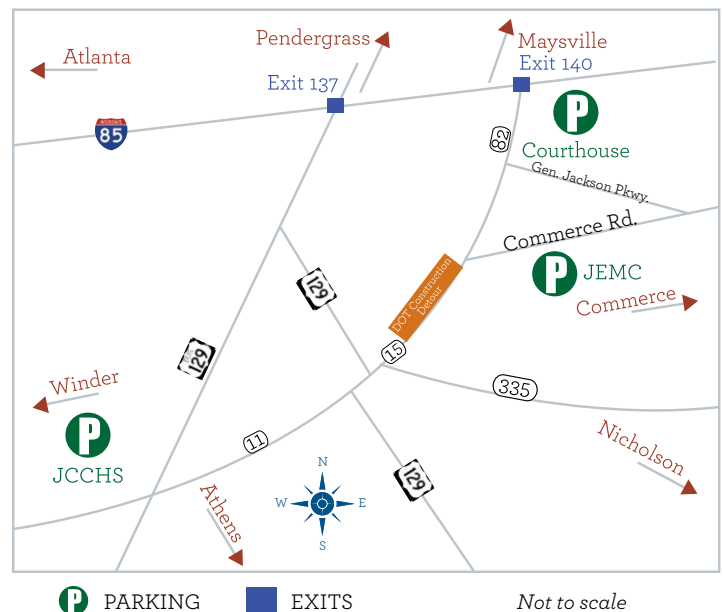 Pendergrass
Maysville
Atlanta
Exit 140
Exit 137
INTERSTATE
85
P
82
Courthouse
Gen. Jackson Pkwy.
Commerce Rd.
P
JEMC
DOT Construction
Detour
129
Commerce
15
129
Winder
335
P
11
JCCHS
Nicholson
N
129
Athens
W
E
S
P PARKING
EXITS
Not to scale